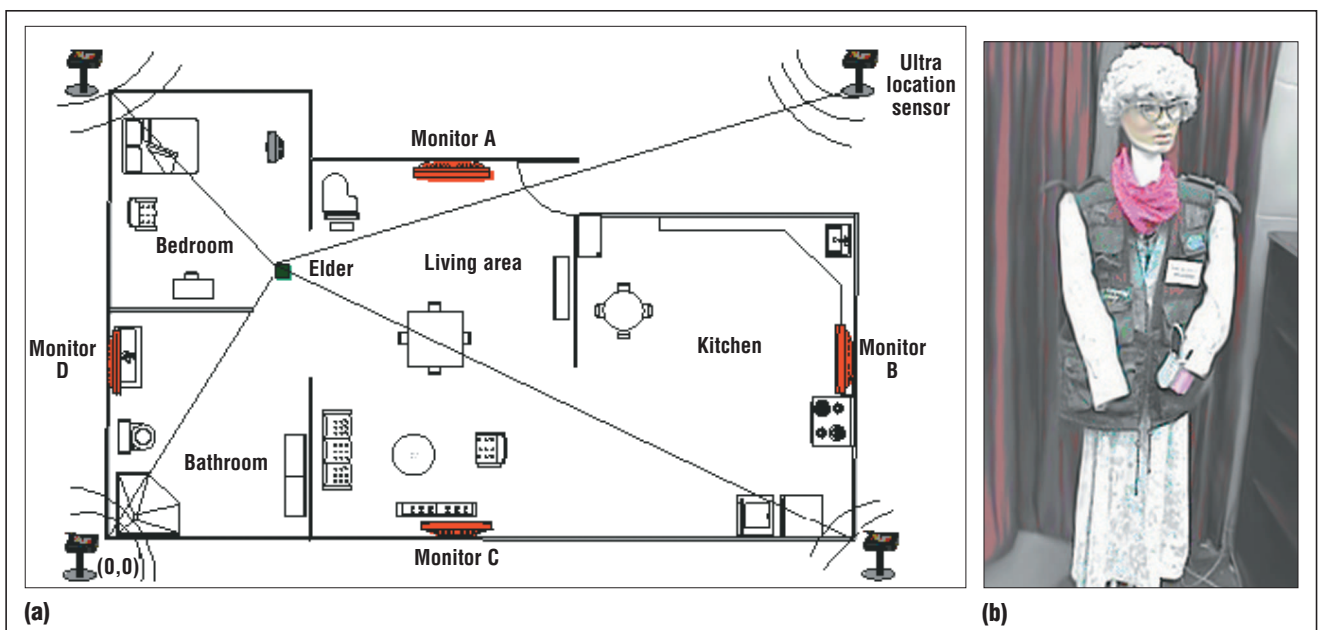 Ultra
location
sensor
Monitor A
Bedroom
Elder
Living area
Monitor
D
Kitchen
Monitor
B
Bathroom
Monitor C
(0,0)
(a)
(b)